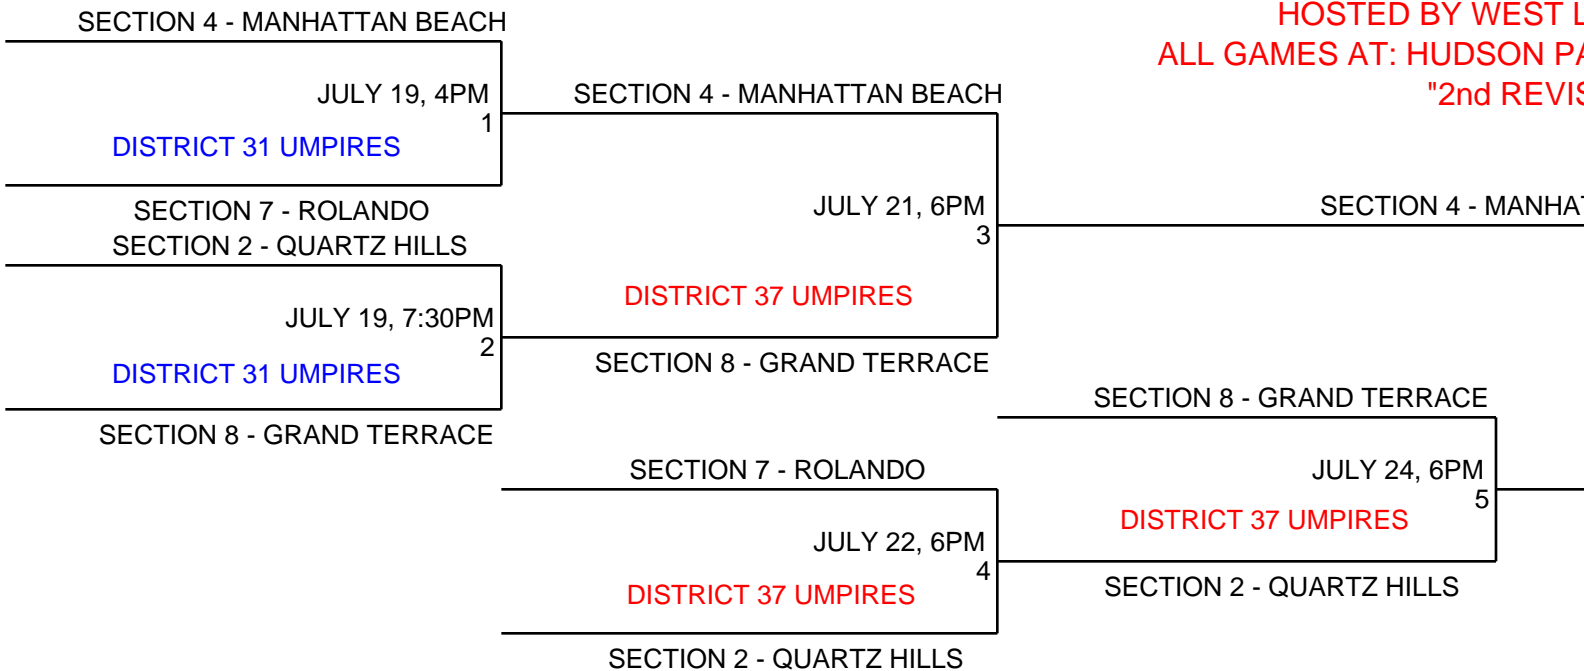 SECTION 4 - MANHATTAN BEACH
HOSTED BY WEST
ALL GAMES AT: HUDSON
"2nd
JULY 19, 4PM
1
DISTRICT 31 UMPIRES
SECTION 7 - ROLANDO
SECTION 4 - MANHATTAN BEACH
SECTION 2 - QUARTZ HILLS
JULY 19, 7:30PM
2
DISTRICT 31 UMPIRES
SECTION 8 - GRAND TERRACE
JULY 21, 6PM
3
DISTRICT 37 UMPIRES
SECTION 8 - GRAND TERRACE
SECTION 4 -
SECTION 7 - ROLANDO
JULY 22, 6PM
4
DISTRICT 37 UMPIRES
SECTION 2 - QUARTZ HILLS
SECTION 8 - GRAND TERRACE
JULY 24, 6PM
5
DISTRICT 37 UMPIRES
SECTION 2 - QUARTZ HILLS